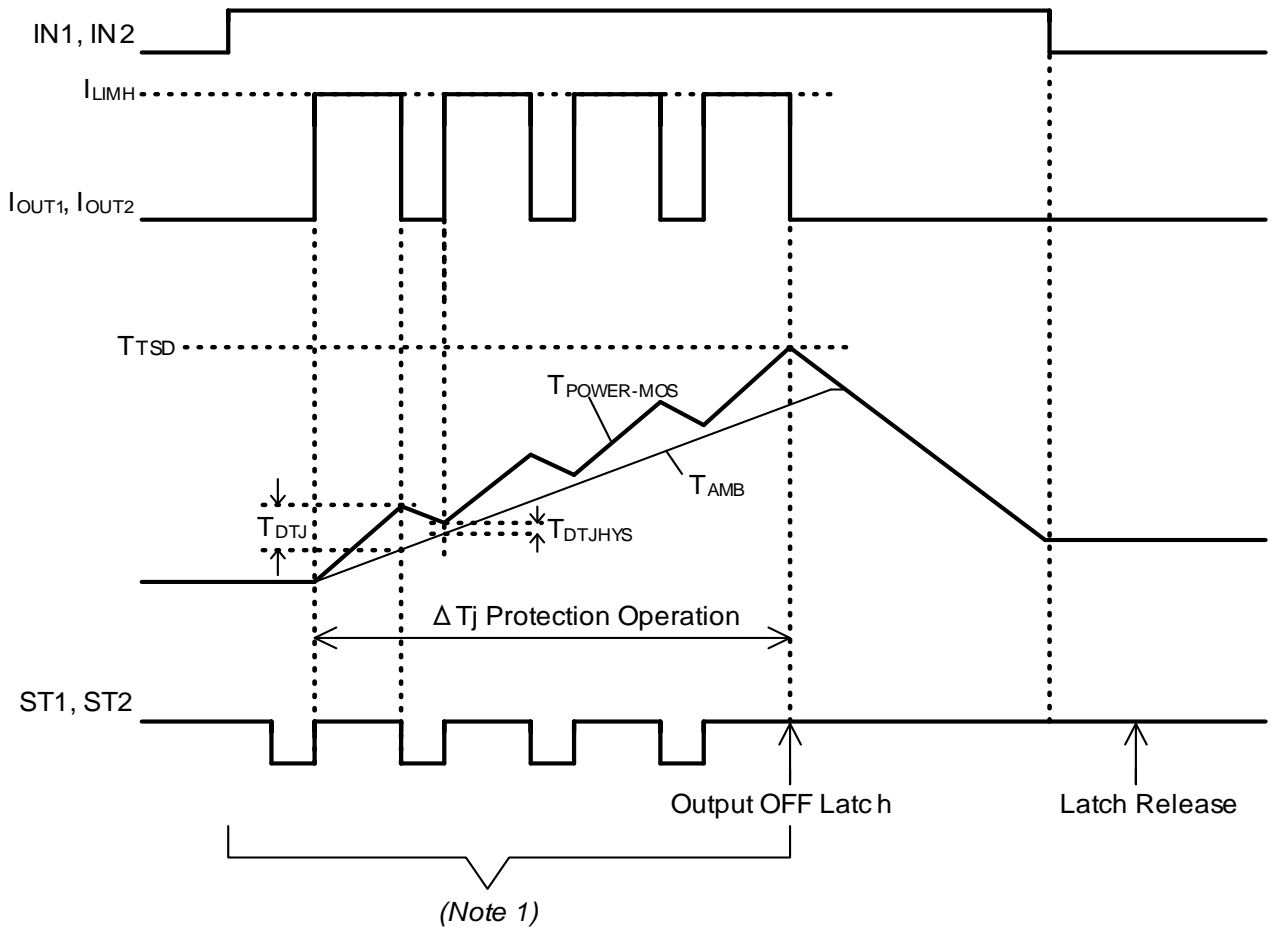 IN1, IN2
ILIMH
IOUT1, IOUT2
TTSD
TPOWER-MOS
TAMB
TDTJ
TDTJHYS
Δ Tj Protection Operation
ST1, ST2
Output OFF Latch
Latch Release
(Note 1)